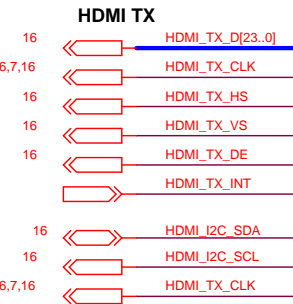 HDMI TX
16 HDMI_TX_D[23..0]
6,7,16 HDMI_TX_CLK
16 HDMI_TX_HS
16 HDMI_TX_VS
16 HDMI_TX_DE
HDMI_TX_INT
16 HDMI_I2C_SDA
16 HDMI_I2C_SCL
6,7,16 HDMI_TX_CLK